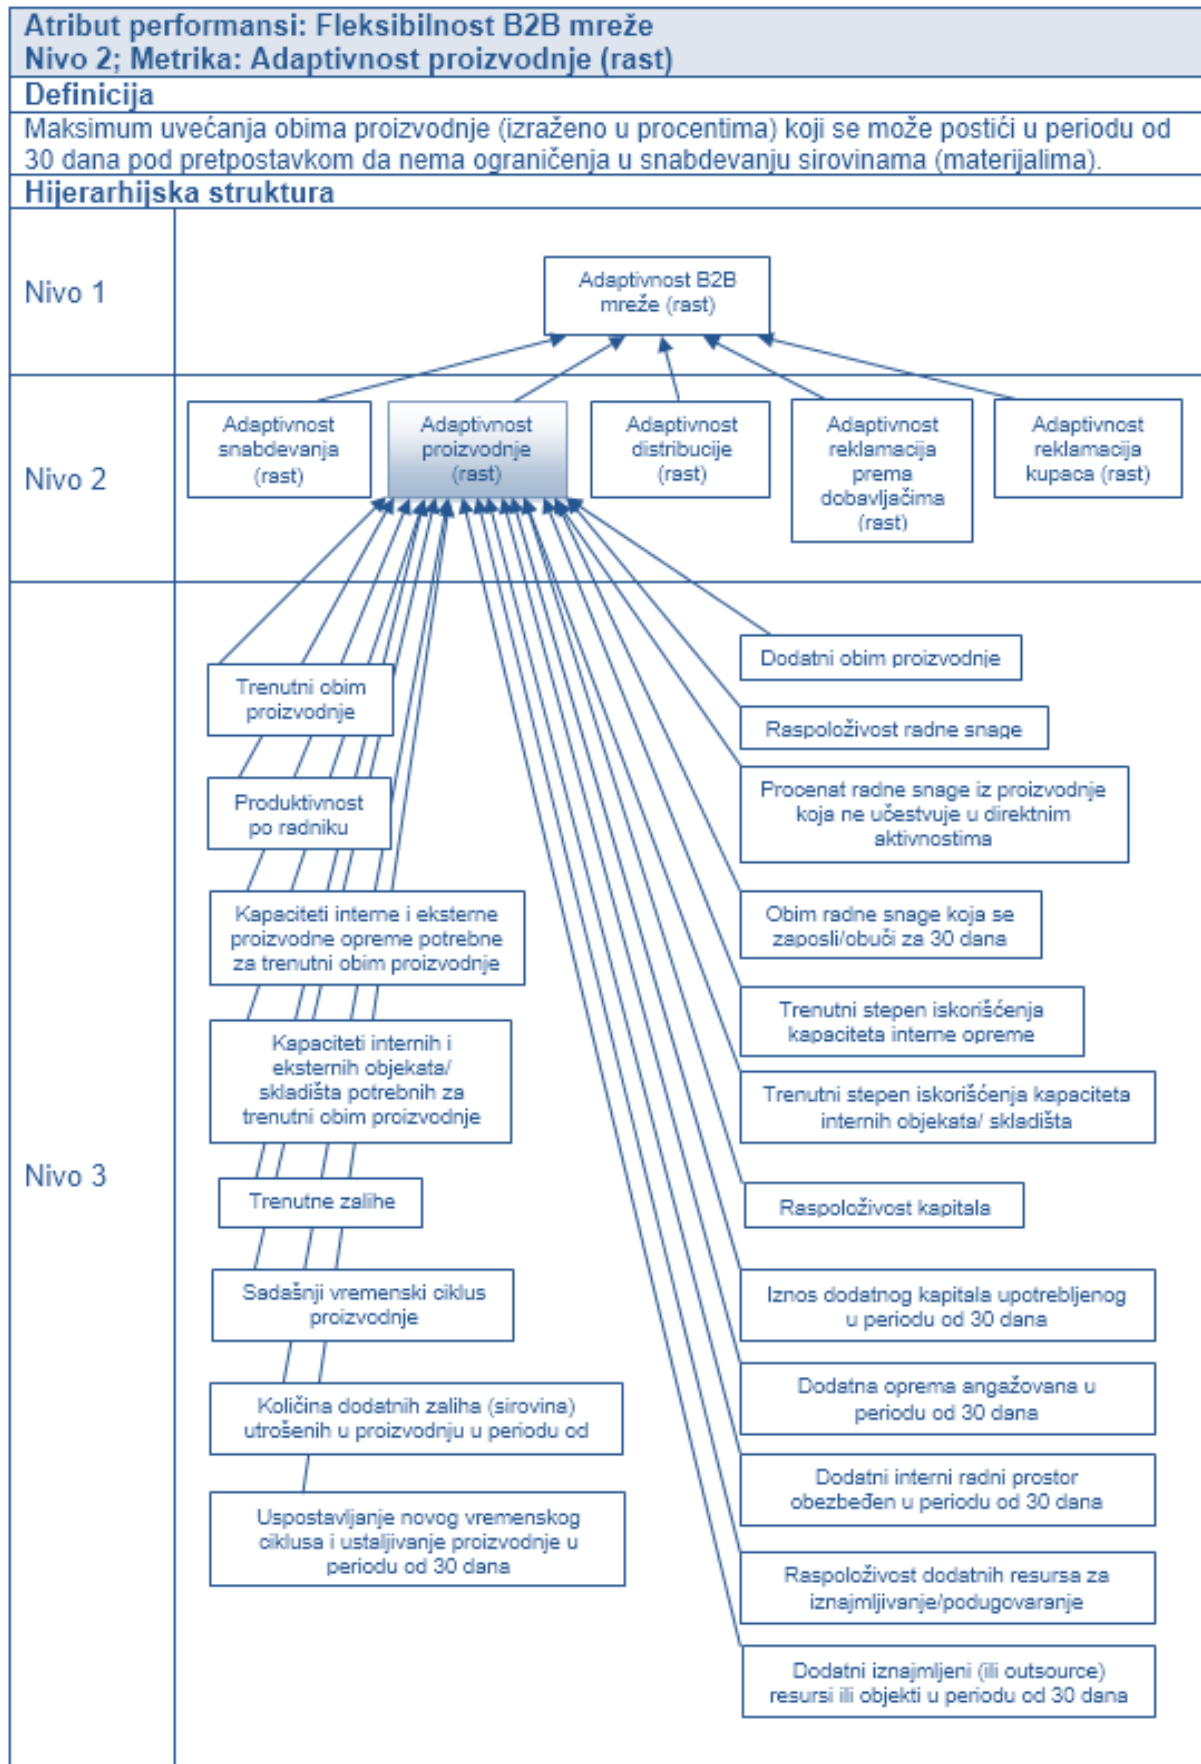 Atribut performansi: Fleksibilnost B2B mreže
Nivo 2; Metrika: Adaptivnost proizvodnje (rast)
Definicija
Maksimum uvećanja obima proizvodnje (izraženo u procentima) koji se može postići u periodu od
30 dana pod pretpostavkom da nema ograničenja u snabdevanju sirovinama (materijalima).
Hijerarhijska struktura
Nivo 1
Adaptivnost B2B
mreže (rast)
Nivo 2
Adaptivnost
snabdevanja
(rast)
Adaptivnost
proizvodnje
(rast)
Adaptivnost
distribucije
(rast)
Adaptivnost
reklamacija
prema
dobavljačima
(rast)
Adaptivnost
reklamacija
kupaca (rast)
Nivo 3
Trenutni obim
proizvodnje
Produktivnost
po radniku
Kapaciteti interne i eksterne
proizvodne opreme potrebne
za trenutni obim proizvodnje
Kapaciteti internih i
eksternih objekata/
skladišta potrebnih za
trenutni obim proizvodnje
Trenutne zalihe
Sadašnji vremenski ciklus
proizvodnje
Količina dodatnih zaliha (sirovina)
utrošenih u proizvodnju u periodu od
Uspostavljanje novog vremenskog
ciklusa i ustaljivanje proizvodnje u
periodu od 30 dana
Dodatni obim proizvodnje
Raspoloživost radne snage
Procenat radne snage iz proizvodnje
koja ne učestvuje u direktnim
aktivnostima
Obim radne snage koja se
zaposli/obuči za 30 dana
Trenutni stepen iskorišćenja
kapaciteta interne opreme
Trenutni stepen iskorišćenja kapaciteta
internih objekata/ skladišta
Raspoloživost kapitala
Iznos dodatnog kapitala upotrebljenog
u periodu od 30 dana
Dodatna oprema angažovana u
periodu od 30 dana
Dodatni interni radni prostor
obezbeđen u periodu od 30 dana
Raspoloživost dodatnih resursa za
iznajmljivanje/podugovaranje
Dodatni iznajmljeni (ili outsource)
resursi ili objekti u periodu od 30 dana